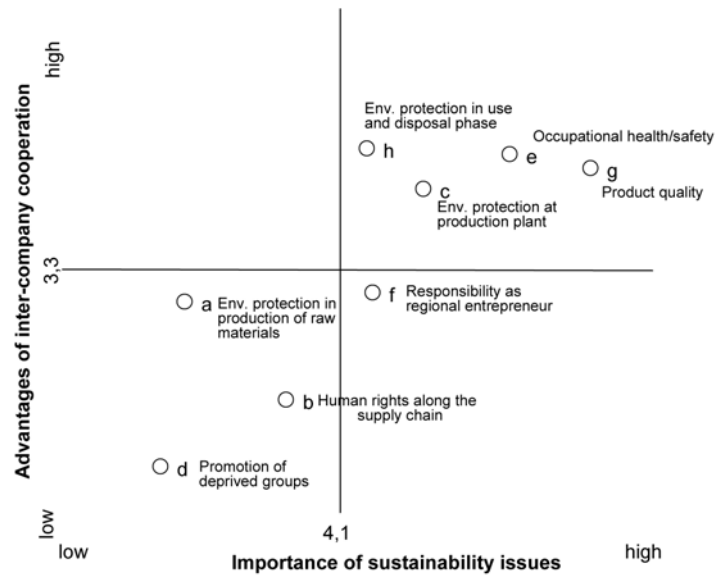 Advantages of inter-company cooperation
high
3,3
low
Env. protection in use
and disposal phase
h
Occupational health/safety
e
g
Product quality
c
Env. protection at
production plant
a
Env. protection in
production of raw
materials
f
Responsibility as
regional entrepreneur
b
Human rights along the
supply chain
d
Promotion of
deprived groups
4,1
low
Importance of sustainability issues
high